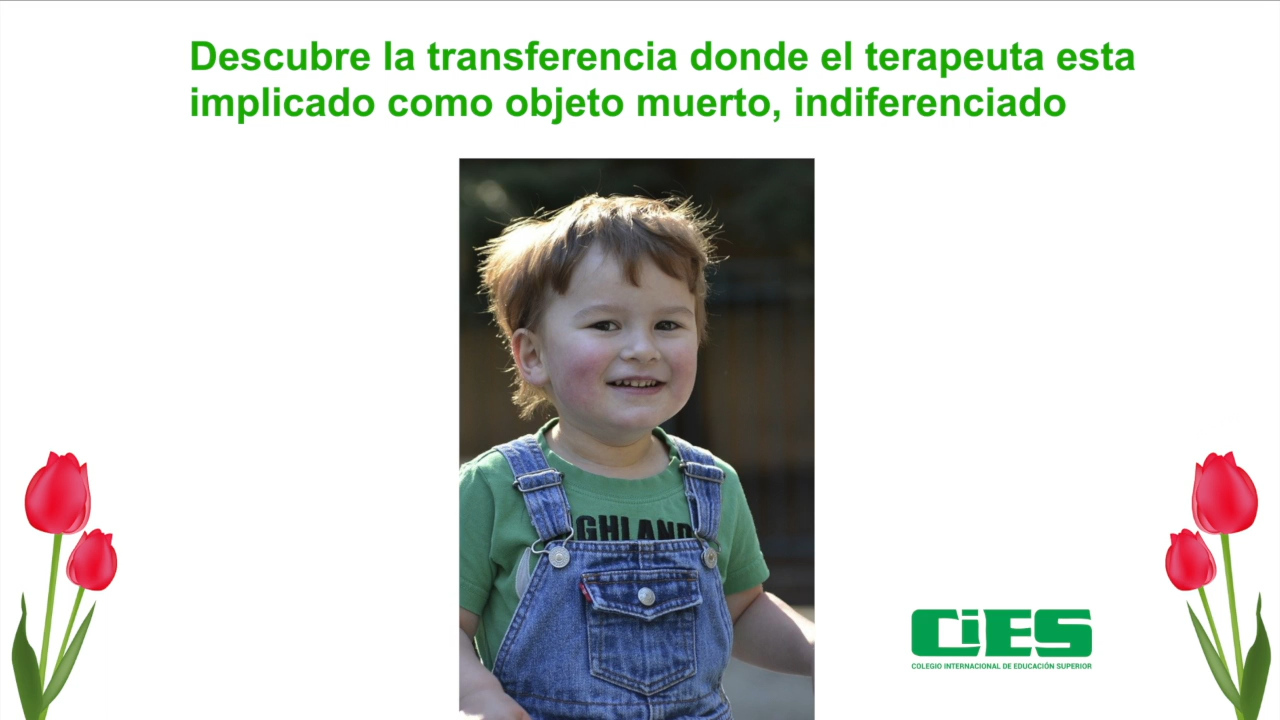 Descubre la transferencia donde el terapeuta esta
implicado como objeto muerto, indiferenciado
GHLAND
CiES
COLEGIO INTERNACIONAL DE EDUCACIÓN SUPERIOR